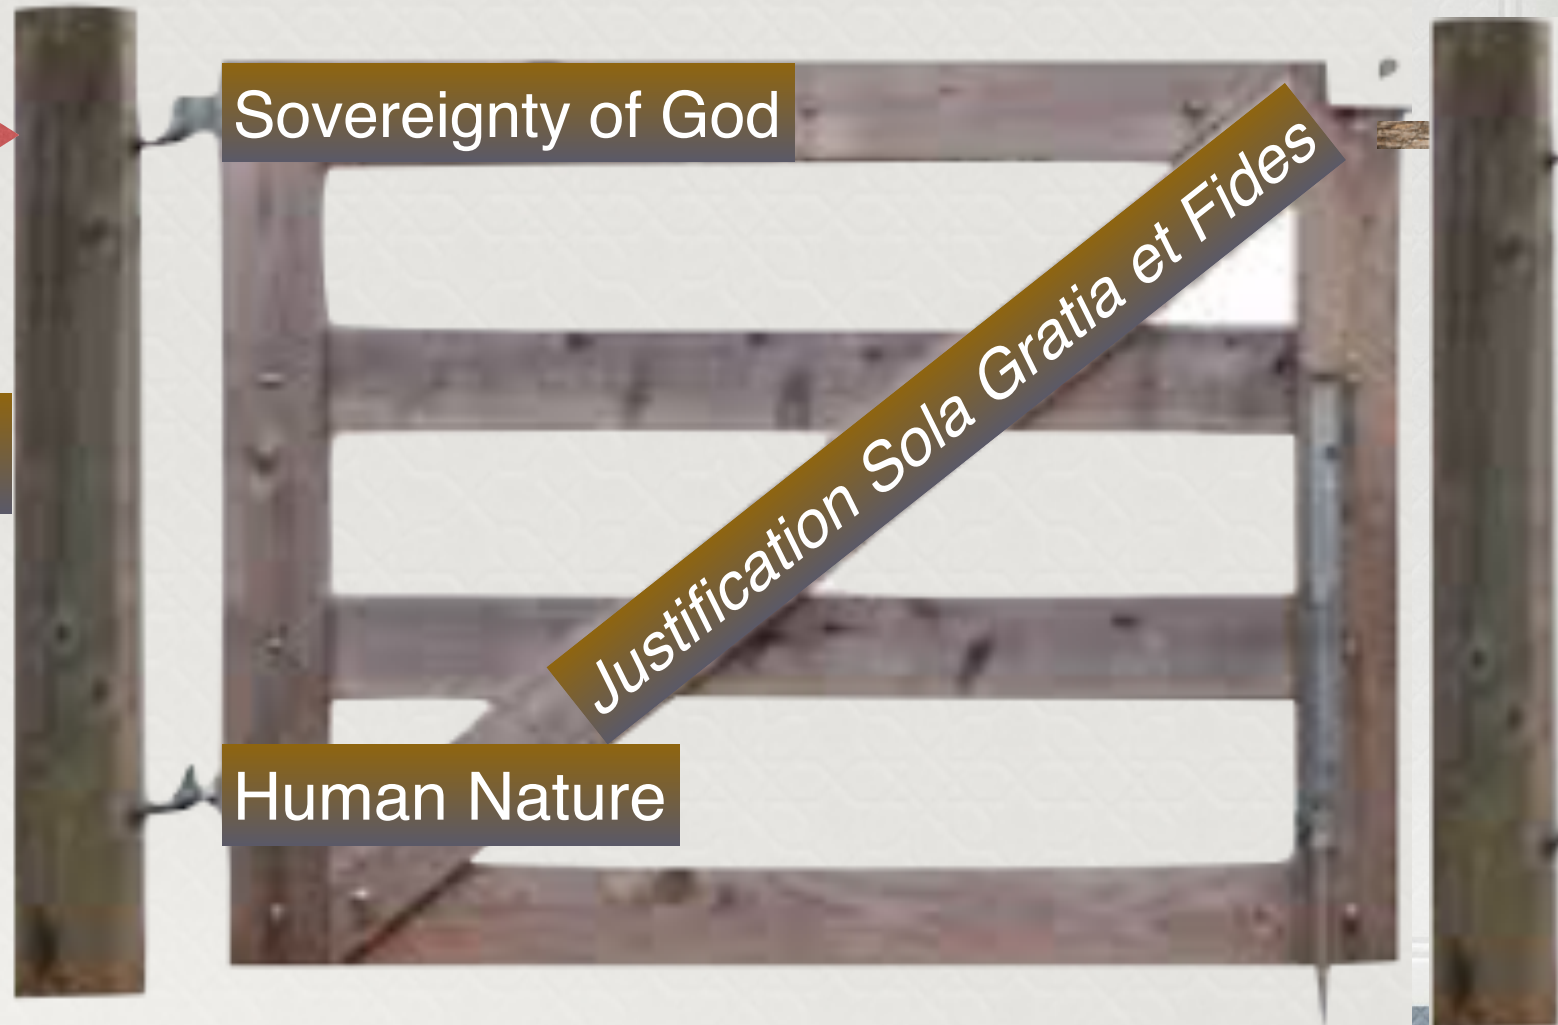 Sovereignty of God
Justification Sola Gratia et Fides
Human Nature